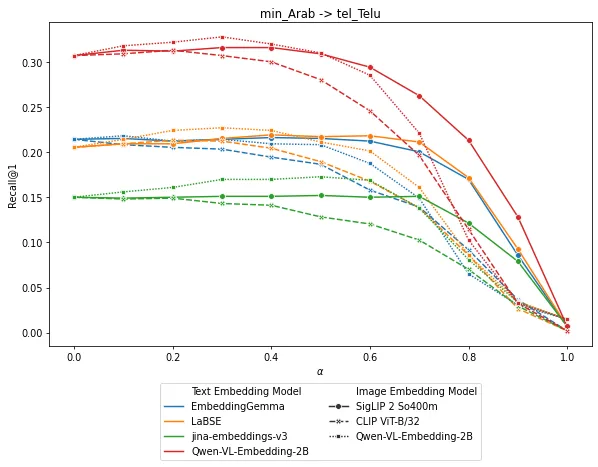 min_Arab -> tel_Telu
Recall@1
0.30
0.25
0.20
0.15
0.10
0.05
0.00
0.0 0.2 0.4 0.6 0.8 1.0
α
Text Embedding Model
EmbeddingGemma
LaBSE
jina-embeddings-v3
Qwen-VL-Embedding-2B
Image Embedding Model
SigLIP 2 So400m
CLIP ViT-B/32
Qwen-VL-Embedding-2B